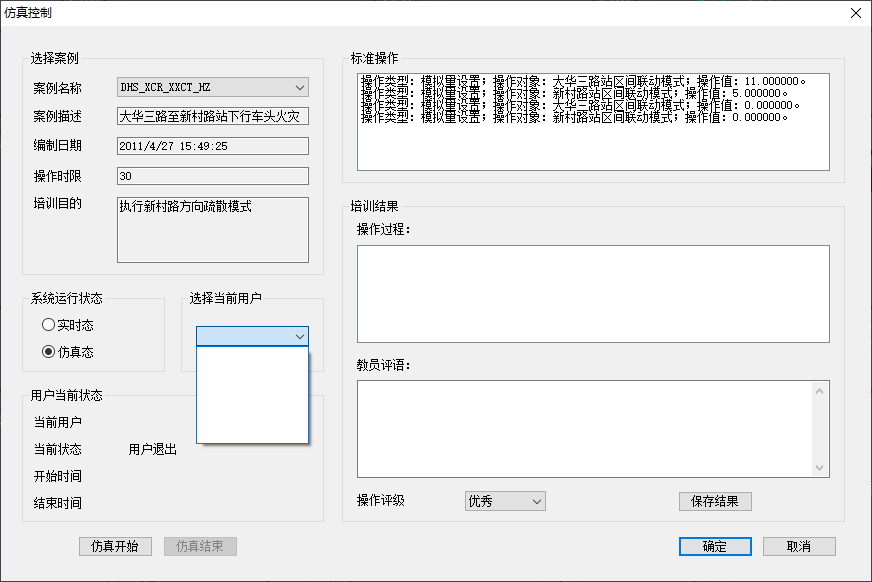 仿真控制
选择案例
案例名称
DHS_XCR_XXCT_HZ
案例描述
大华三路至新村路站下行车头火灾
编制日期
2011/4/27 15:49:25
操作时限
30
培训目的
执行新村路方向疏散模式
系统运行状态
实时态
仿真态
选择当前用户
用户当前状态
当前用户
当前状态
用户退出
开始时间
结束时间
仿真开始
仿真结束
标准操作
操作类型：模拟量设置；操作对象：大华三路站区间联动模式；操作值：11.000000。
操作类型：模拟量设置；操作对象：新村路站区间联动模式；操作值：5.000000。
操作类型：模拟量设置；操作对象：大华三路站区间联动模式；操作值：0.000000。
操作类型：模拟量设置；操作对象：新村路站区间联动模式；操作值：0.000000。
培训结果
操作过程：
教员评语：
操作评级
优秀
保存结果
确定
取消